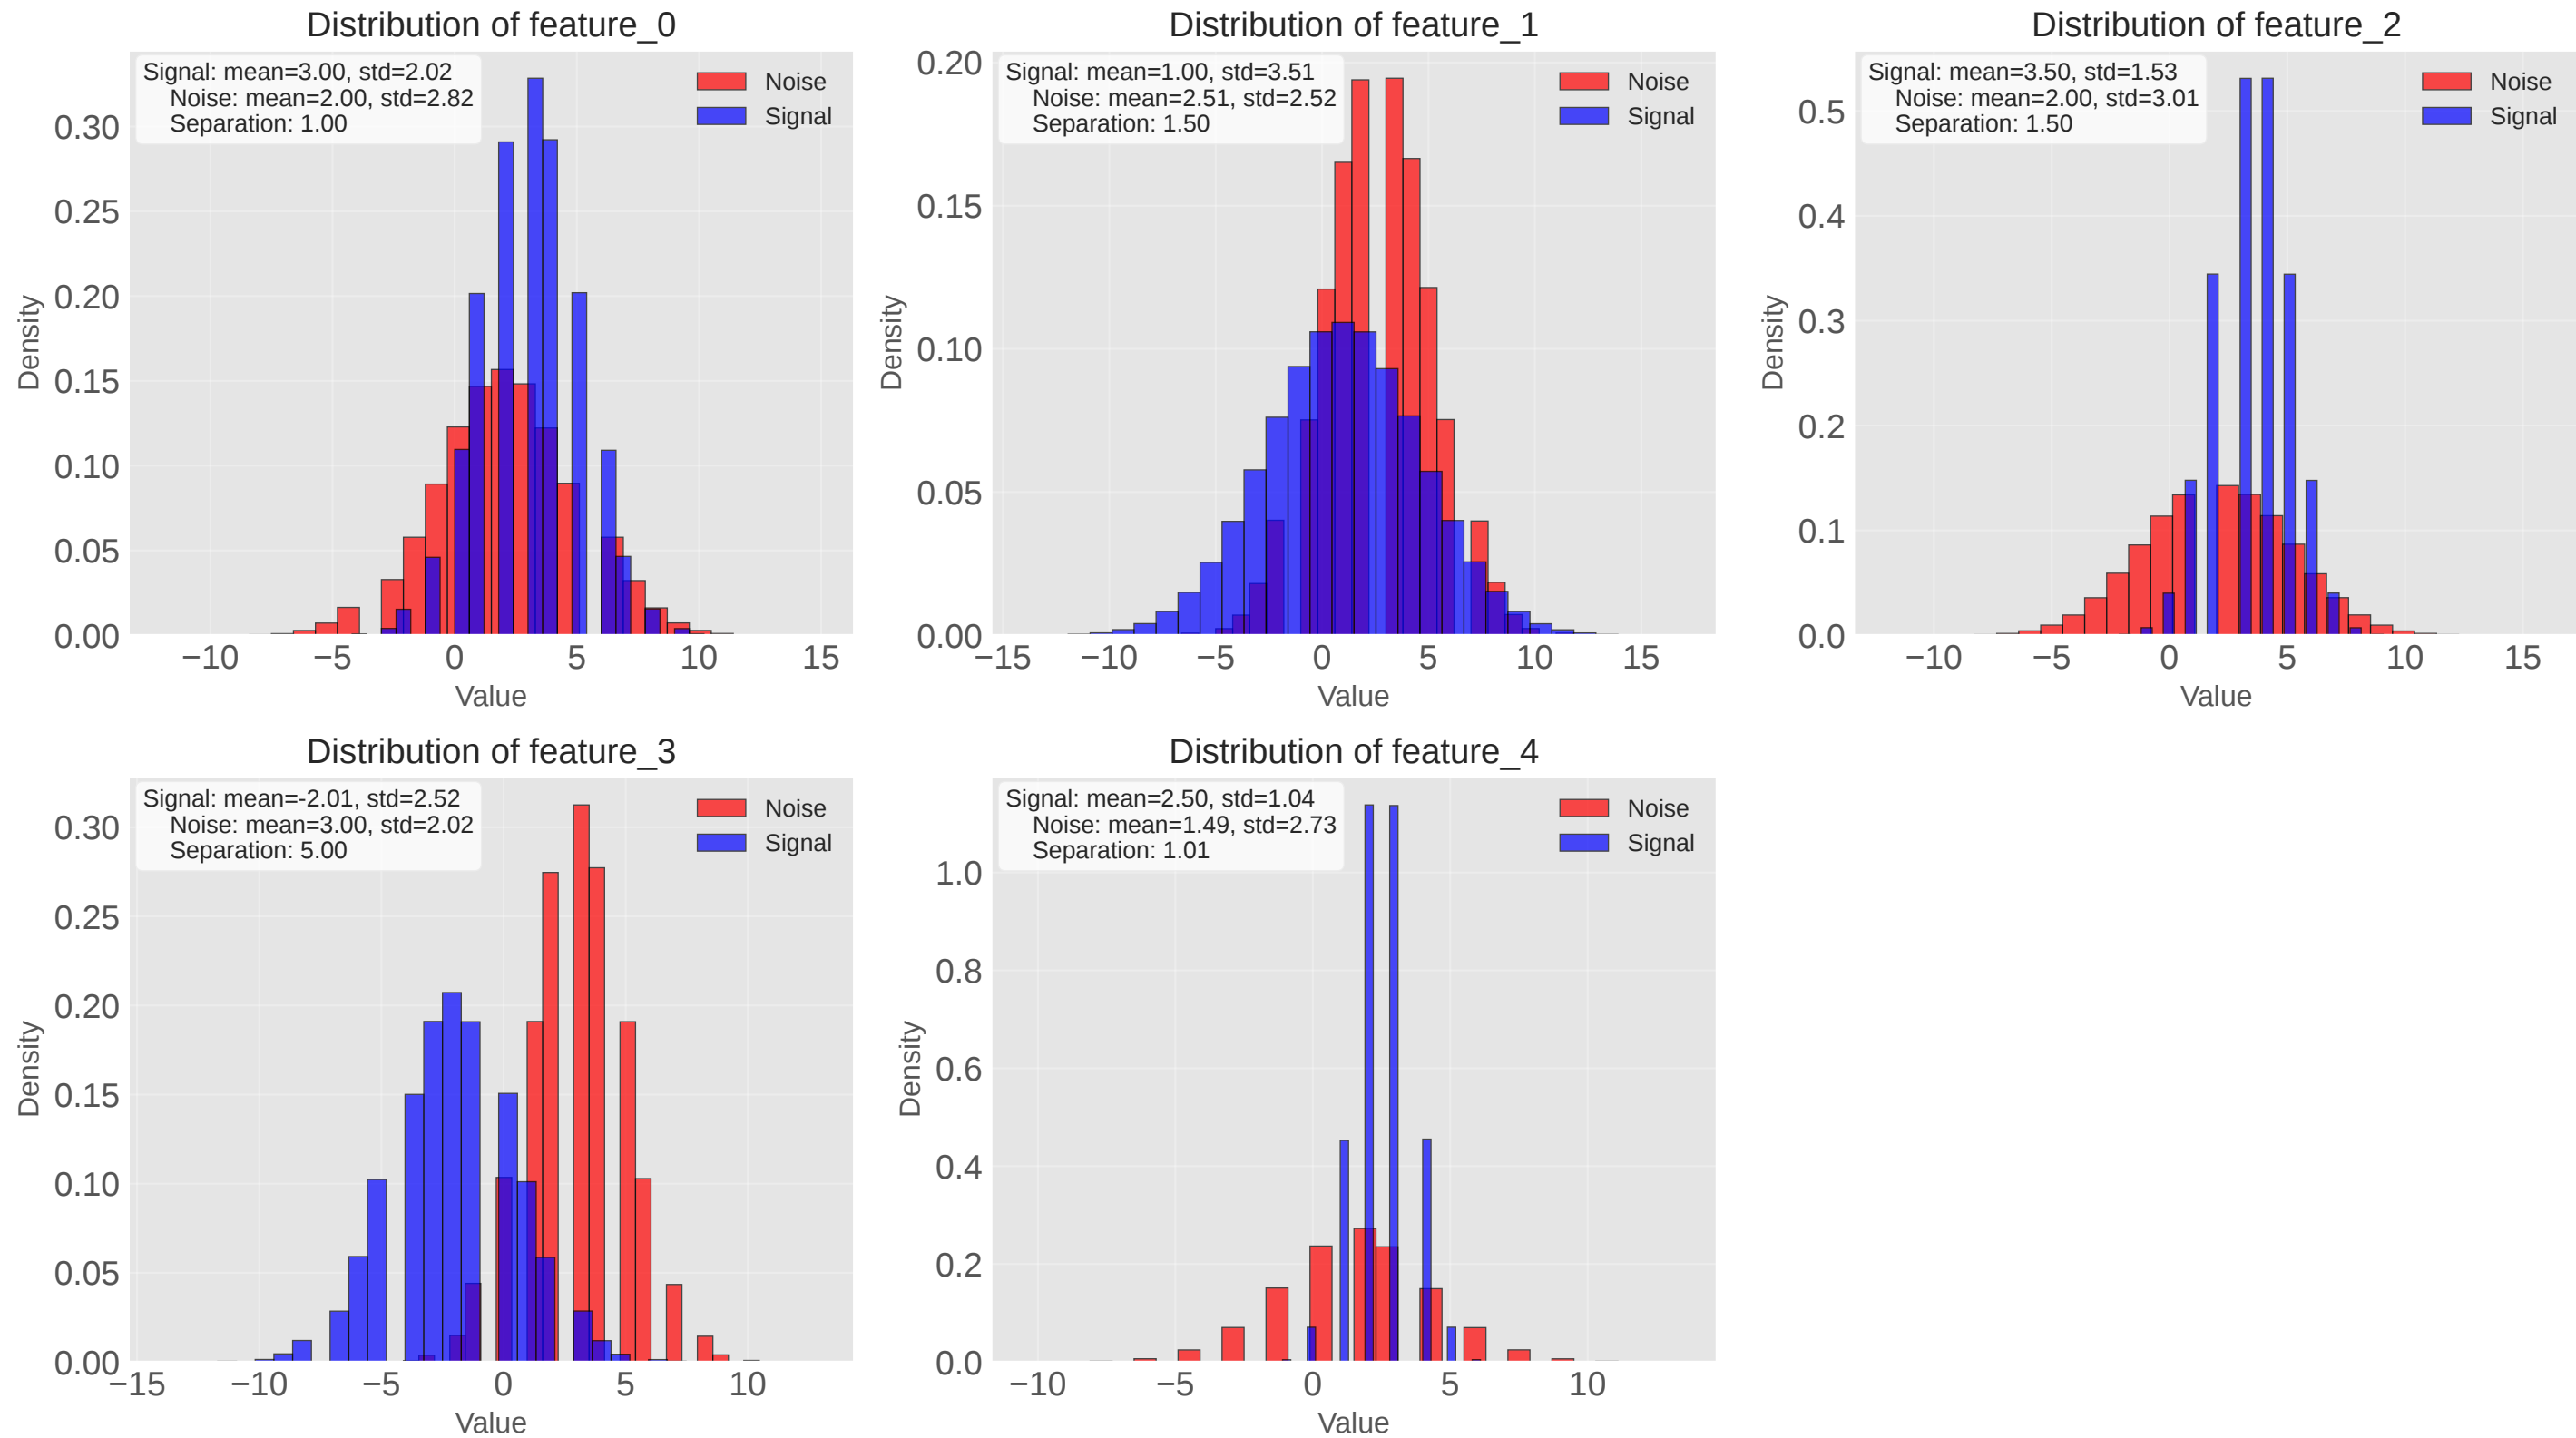 Distribution of feature_0
Signal: mean=3.00, std=2.02
Noise: mean=2.00, std=2.82
Separation: 1.00
Noise
Signal
Density
0.30
0.25
0.20
0.15
0.10
0.05
0.00
−10
−5
0
5
10
15
Value
Distribution of feature_1
Signal: mean=1.00, std=3.51
Noise: mean=2.51, std=2.52
Separation: 1.50
Noise
Signal
Density
0.20
0.15
0.10
0.05
0.00
−15
−10
−5
0
5
10
15
Value
Distribution of feature_2
Signal: mean=3.50, std=1.53
Noise: mean=2.00, std=3.01
Separation: 1.50
Noise
Signal
Density
0.5
0.4
0.3
0.2
0.1
0.0
−10
−5
0
5
10
15
Value
Distribution of feature_3
Signal: mean=-2.01, std=2.52
Noise: mean=3.00, std=2.02
Separation: 5.00
Noise
Signal
Density
0.30
0.25
0.20
0.15
0.10
0.05
0.00
−15
−10
−5
0
5
10
Value
Distribution of feature_4
Signal: mean=2.50, std=1.04
Noise: mean=1.49, std=2.73
Separation: 1.01
Noise
Signal
Density
1.0
0.8
0.6
0.4
0.2
0.0
−10
−5
0
5
10
Value